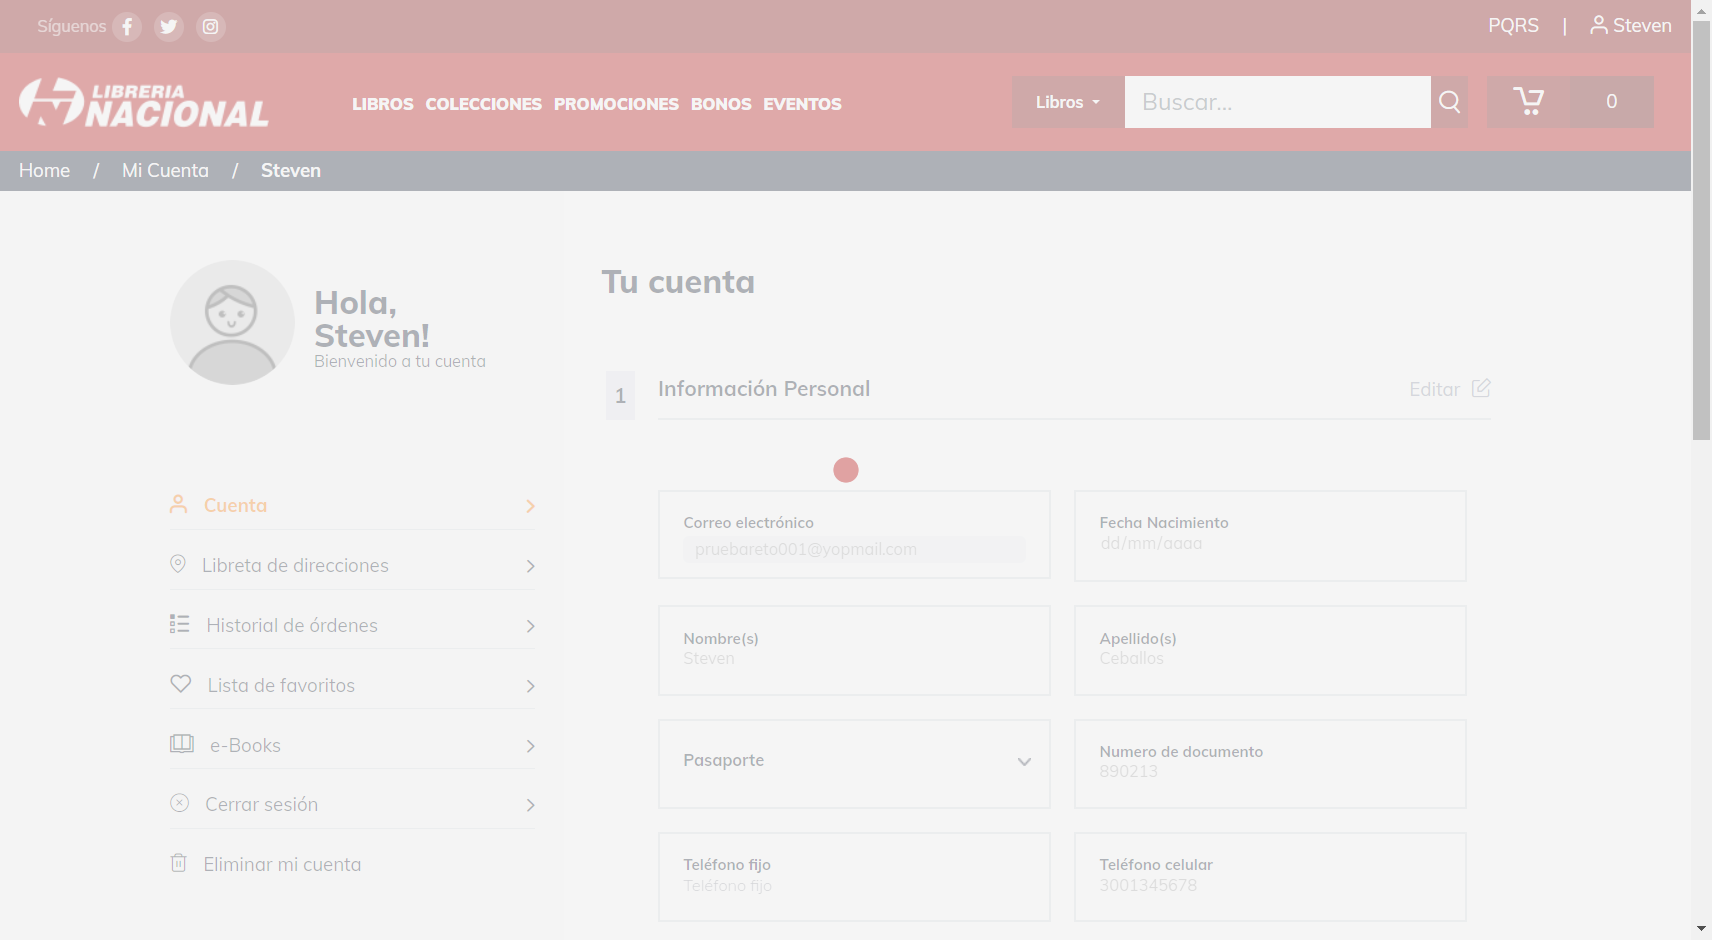 Síguenos
PQRS | Steven
LIBRERIA
NACIONAL
LIBROS COLECCIONES PROMOCIONES BONOS EVENTOS
Libros
Buscar...
0
Home / Mi Cuenta / Steven
Hola,
Steven!
Bienvenido a tu cuenta
Cuenta
Libreta de direcciones
Historial de órdenes
Lista de favoritos
e-Books
Cerrar sesión
Eliminar mi cuenta
Tu cuenta
1 Información Personal Editar
Correo electrónico
pruebareto001@yopmail.com
Fecha Nacimiento
dd/mm/aaaa
Nombre(s)
Steven
Apellido(s)
Ceballos
Pasaporte
Numero de documento
890213
Teléfono fijo
Teléfono fijo
Teléfono celular
3001345678